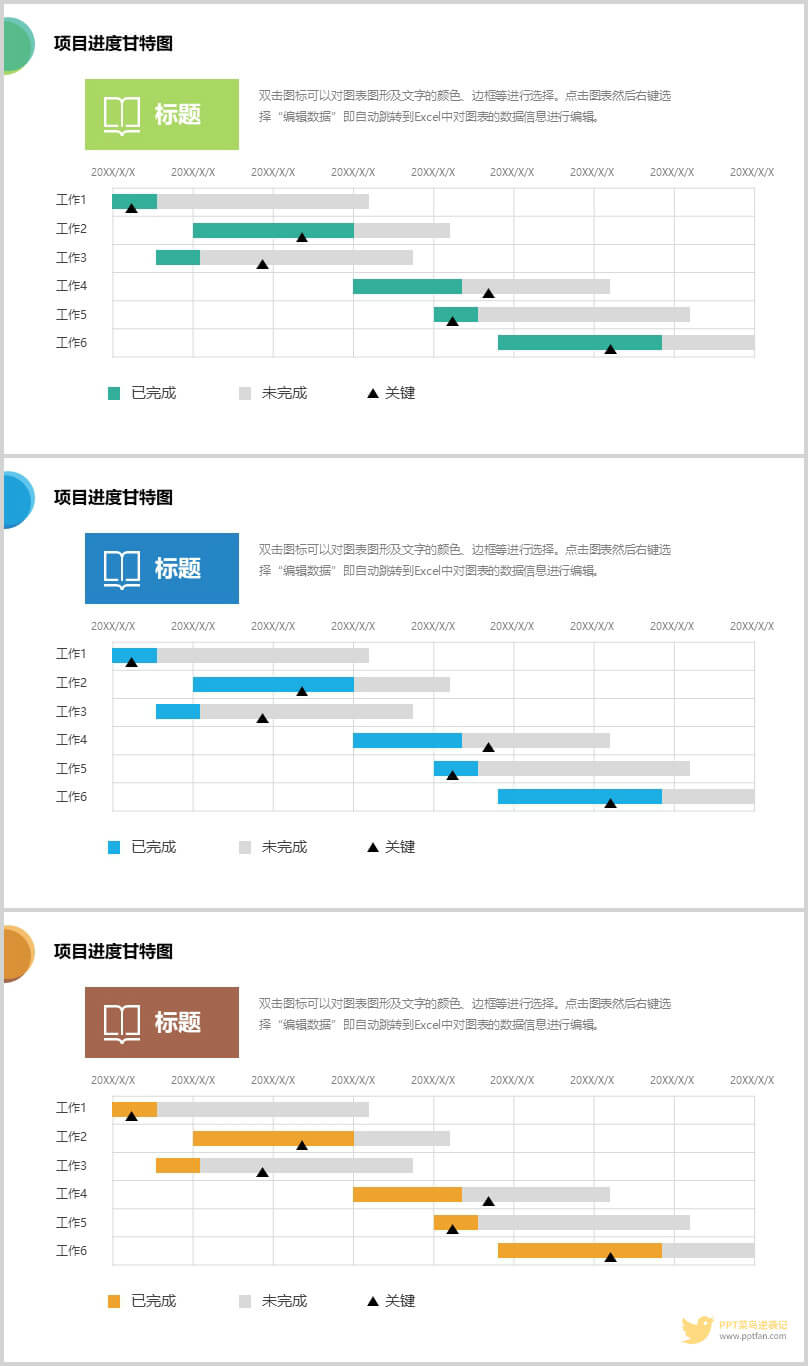 项目进度甘特图
标题
双击图标可以对图表图形及文字的颜色、边框等进行选择。点击图表然后右键选
择“编辑数据”即自动跳转到Excel中对图表的数据信息进行编辑。
20XX/X/X 20XX/X/X 20XX/X/X 20XX/X/X 20XX/X/X 20XX/X/X 20XX/X/X 20XX/X/X 20XX/X/X
工作1
工作2
工作3
工作4
工作5
工作6
已完成 未完成 关键
项目进度甘特图
标题
双击图标可以对图表图形及文字的颜色、边框等进行选择。点击图表然后右键选
择“编辑数据”即自动跳转到Excel中对图表的数据信息进行编辑。
20XX/X/X 20XX/X/X 20XX/X/X 20XX/X/X 20XX/X/X 20XX/X/X 20XX/X/X 20XX/X/X 20XX/X/X
工作1
工作2
工作3
工作4
工作5
工作6
已完成 未完成 关键
项目进度甘特图
标题
双击图标可以对图表图形及文字的颜色、边框等进行选择。点击图表然后右键选
择“编辑数据”即自动跳转到Excel中对图表的数据信息进行编辑。
20XX/X/X 20XX/X/X 20XX/X/X 20XX/X/X 20XX/X/X 20XX/X/X 20XX/X/X 20XX/X/X 20XX/X/X
工作1
工作2
工作3
工作4
工作5
工作6
已完成 未完成 关键
PPT菜鸟逆袭记
www.pptfan.com